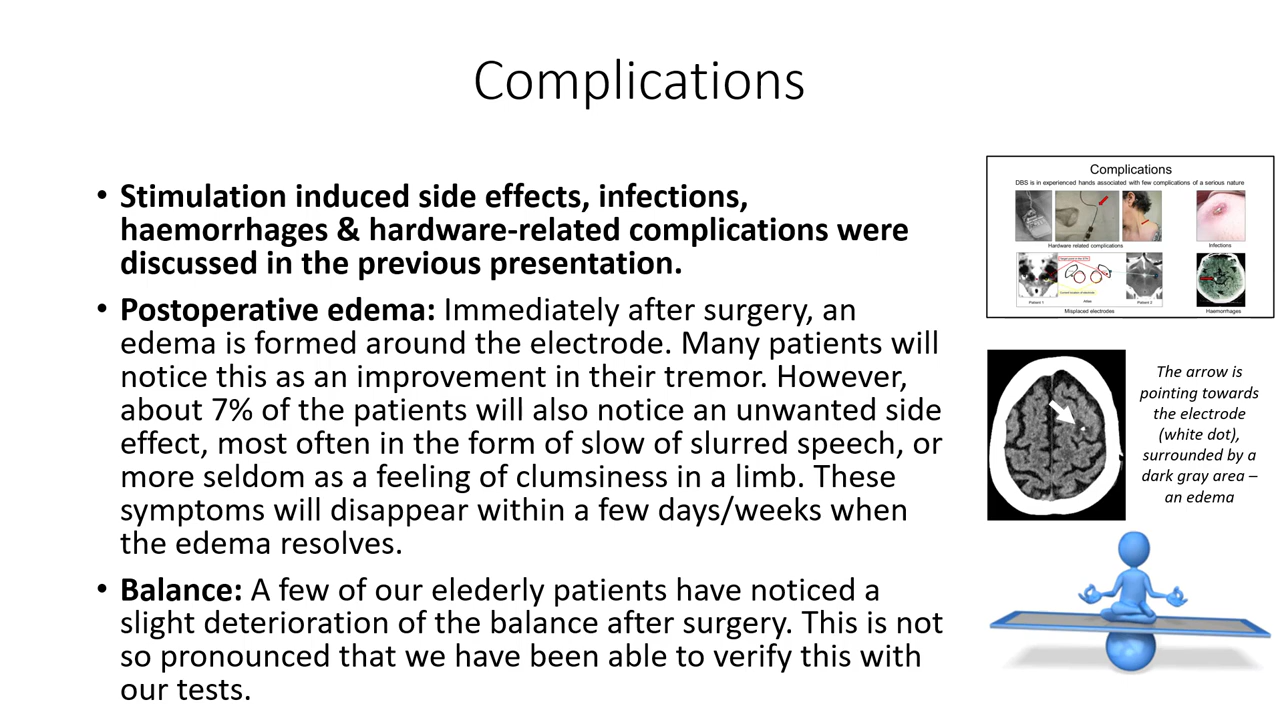 Complications
• Stimulation induced side effects, infections,
haemorrhages & hardware-related complications were
discussed in the previous presentation.
• Postoperative edema: Immediately after surgery, an
edema is formed around the electrode. Many patients will
notice this as an improvement in their tremor. However,
about 7% of the patients will also notice an unwanted side
effect, most often in the form of slow of slurred speech, or
more seldom as a feeling of clumsiness in a limb. These
symptoms will disappear within a few days/weeks when
the edema resolves.
• Balance: A few of our elederly patients have noticed a
slight deterioration of the balance after surgery. This is not
so pronounced that we have been able to verify this with
our tests.
Complications
DBS is in experienced hands associated with few complications of a serious nature
Hardware related complications
Infections
Patient 1
Atlas
Patient 2
Misplaced electrodes
Haemorrhages
The arrow is
pointing towards
the electrode
(white dot),
surrounded by a
dark gray area –
an edema